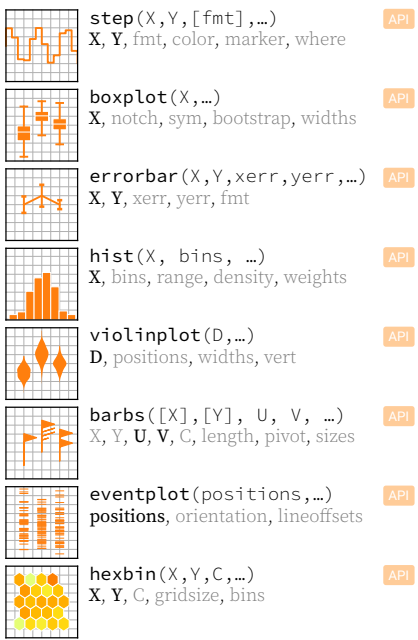 step(X,Y,[fmt],…) API
X, Y, fmt, color, marker, where
boxplot(X,…) API
X, notch, sym, bootstrap, widths
errorbar(X,Y,xerr,yerr,…) API
X, Y, xerr, yerr, fmt
hist(X, bins, …) API
X, bins, range, density, weights
violinplot(D,…) API
D, positions, widths, vert
barbs([X],[Y], U, V, …) API
X, Y, U, V, C, length, pivot, sizes
eventplot(positions,…) API
positions, orientation, lineoffsets
hexbin(X,Y,C,…) API
X, Y, C, gridsize, bins